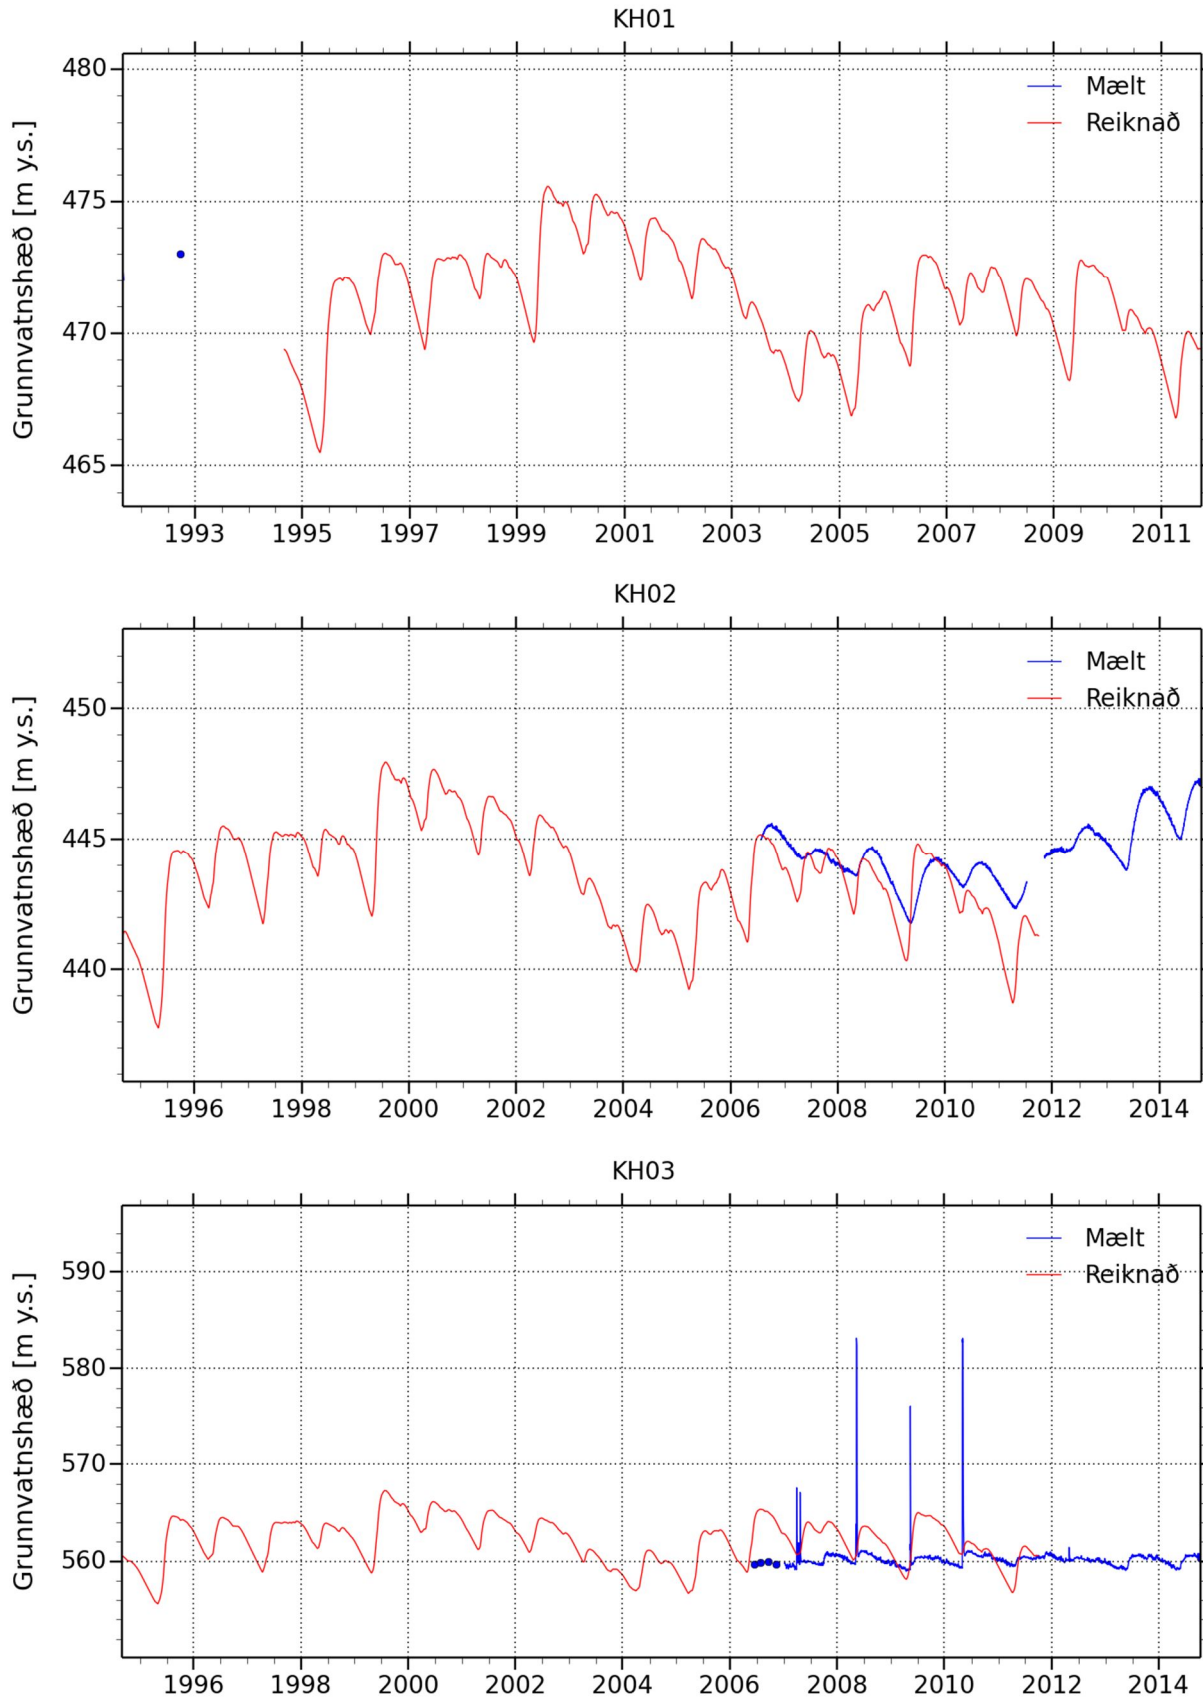 KH01
Grunnvatnshæð [m y.s.]
480
475
470
465
Mælt
Reiknað
1993 1995 1997 1999 2001 2003 2005 2007 2009 2011
KH02
Grunnvatnshæð [m y.s.]
450
445
440
Mælt
Reiknað
1996 1998 2000 2002 2004 2006 2008 2010 2012 2014
KH03
Grunnvatnshæð [m y.s.]
590
580
570
560
Mælt
Reiknað
1996 1998 2000 2002 2004 2006 2008 2010 2012 2014